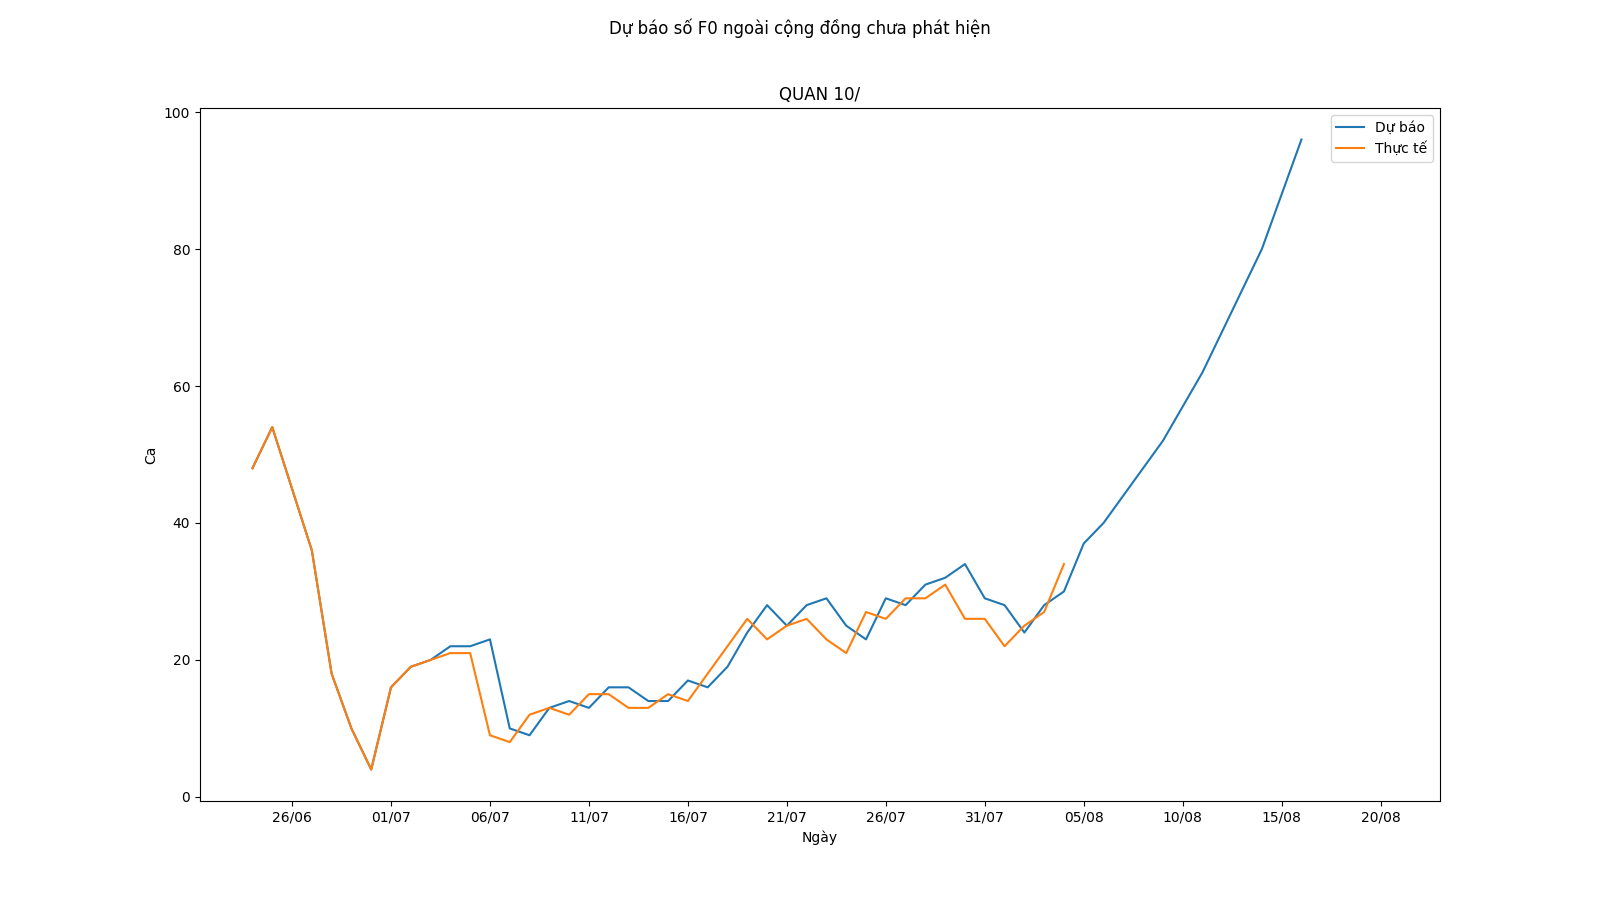 Dự báo số F0 ngoài cộng đồng chưa phát hiện
QUAN 10/
Dự báo
Thực tế
Ca
100
80
60
40
20
0
26/06 01/07 06/07 11/07 16/07 21/07 26/07 31/07 05/08 10/08 15/08 20/08
Ngày